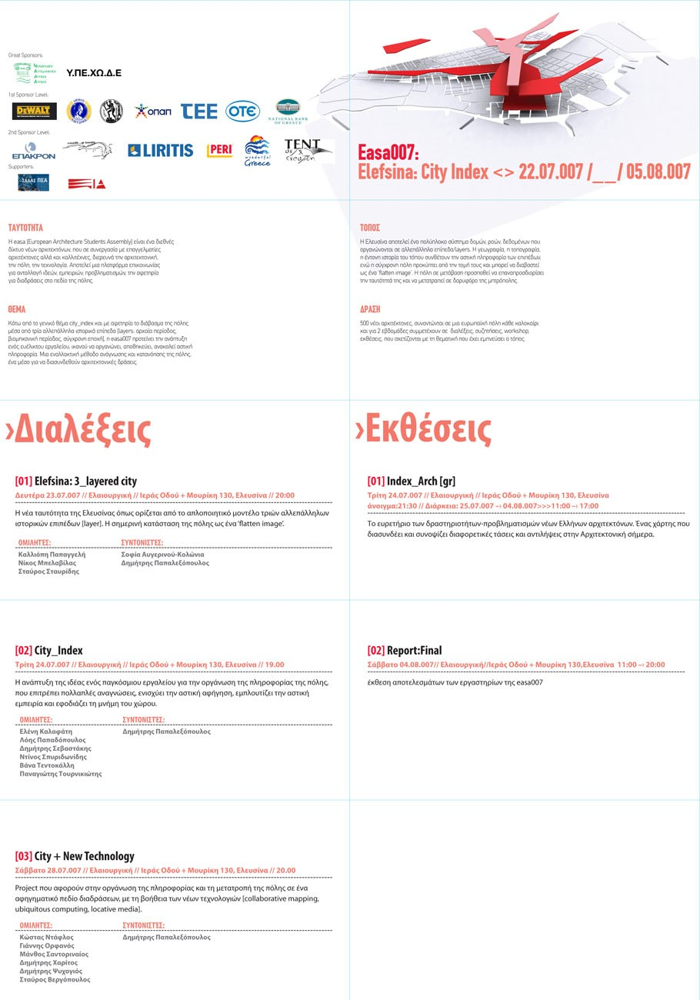 Great Sponsors:
Υ.ΠΕ.ΧΩ.Δ.Ε
1st Sponsor Level:
DEWALT
οπαπ
ΤΕΕ
ΟΤΕ
NATIONAL BANK
OF GREECE
2nd Sponsor Level:
ΕΠΑΚΡΟΝ
LIRITIS
PERI
wonderful
Greece
TENT
Supporters:
ΣΑΔΑΣ ΠΕΑ
Easa007:
Elefsina: City Index <> 22.07.007 /__/ 05.08.007
ΤΑΥΤΟΤΗΤΑ
Η easa [European Architecture Students Assembly] είναι ένα διεθνές
δίκτυο νέων αρχιτεκτόνων, που σε συνεργασία με επαγγελματίες
αρχιτέκτονες αλλά και καλλιτέχνες, διερευνά την αρχιτεκτονική,
την πόλη, την τεχνολογία. Αποτελεί μια πλατφόρμα επικοινωνίας
για ανταλλαγή ιδεών, εμπειριών, προβληματισμών, την αφετηρία
για διαδράσεις στο πεδίο της πόλης.
ΤΟΠΟΣ
Η Ελευσίνα αποτελεί ένα πολύπλοκο σύστημα δομών, ροών, δεδομένων που
οργανώνονται σε αλλεπάλληλα επίπεδα/layers. Η γεωγραφία, η τοπογραφία,
η έντονη ιστορία του τόπου συνθέτουν την αστική πληροφορία των επιπέδων,
ενώ η σύγχρονη πόλη προκύπτει από την τομή τους και μπορεί να διαβαστεί
ως ένα 'flatten image'. Η πόλη σε μετάβαση προσπαθεί να επαναπροσδιορίσει
την ταυτότητά της και να μετατραπεί σε δορυφόρο της μητρόπολης.
ΘΕΜΑ
Κάτω από το γενικό θέμα city_index και με αφετηρία το διάβασμα της πόλης
μέσα από τρία αλλεπάλληλα ιστορικά επίπεδα [layers: αρχαία περίοδος,
βιομηχανική περίοδος, σύγχρονη εποχή], η easa007 προτείνει την ανάπτυξη
ενός ευέλικτου εργαλείου, ικανού να οργανώνει, αποθηκεύει, ανακαλεί αστική
πληροφορία. Μια εναλλακτική μέθοδο ανάγνωσης και κατανόησης της πόλης,
ένα μέσο για να διασυνδεθούν αρχιτεκτονικές δράσεις.
ΔΡΑΣΗ
500 νέοι αρχιτέκτονες, συναντώνται σε μια ευρωπαϊκή πόλη κάθε καλοκαίρι
και για 2 εβδομάδες συμμετέχουν σε διαλέξεις, συζητήσεις, workshop,
εκθέσεις, που σχετίζονται με τη θεματική που έχει εμπνεύσει ο τόπος.
›Διαλέξεις
[01] Elefsina: 3_layered city
Δευτέρα 23.07.007 // Ελαιουργική // Ιεράς Οδού + Μουρίκη 130, Ελευσίνα // 20:00
Η νέα ταυτότητα της Ελευσίνας όπως ορίζεται από το απλοποιητικό μοντέλο τριών αλλεπάλληλων
ιστορικών επιπέδων [layer]. Η σημερινή κατάσταση της πόλης ως ένα 'flatten image'.
ΟΜΙΛΗΤΕΣ: ΣΥΝΤΟΝΙΣΤΕΣ:
Καλλιόπη Παπαγγελή Σοφία Αυγερινού-Κολώνια
Νίκος Μπελαβίλας Δημήτρης Παπαλεξόπουλος
Σταύρος Σταυρίδης
›Εκθέσεις
[01] Index_Arch [gr]
Τρίτη 24.07.007 // Ελαιουργική // Ιεράς Οδού + Μουρίκη 130, Ελευσίνα
άνοιγμα:21:30 // Διάρκεια: 25.07.007 –› 04.08.007>>>11:00 –› 17:00
Το ευρετήριο των δραστηριοτήτων-προβληματισμών νέων Ελλήνων αρχιτεκτόνων. Ένας χάρτης που
διασυνδέει και συνοψίζει διαφορετικές τάσεις και αντιλήψεις στην Αρχιτεκτονική σήμερα.
[02] City_Index
Τρίτη 24.07.007 // Ελαιουργική // Ιεράς Οδού + Μουρίκη 130, Ελευσίνα // 19.00
Η ανάπτυξη της ιδέας ενός παγκόσμιου εργαλείου για την οργάνωση της πληροφορίας της πόλης,
που επιτρέπει πολλαπλές αναγνώσεις, ενισχύει την αστική αφήγηση, εμπλουτίζει την αστική
εμπειρία και εφοδιάζει τη μνήμη του χώρου.
ΟΜΙΛΗΤΕΣ: ΣΥΝΤΟΝΙΣΤΕΣ:
Ελένη Καλαφάτη Δημήτρης Παπαλεξόπουλος
Λόης Παπαδόπουλος
Δημήτρης Σεβαστάκης
Ντίνος Σπυριδωνίδης
Βάνα Τεντοκάλλη
Παναγιώτης Τουρνικιώτης
[02] Report:Final
Σάββατο 04.08.007// Ελαιουργική//Ιεράς Οδού + Μουρίκη 130,Ελευσίνα 11:00 –› 20:00
έκθεση αποτελεσμάτων των εργαστηρίων της easa007
[03] City + New Technology
Σάββατο 28.07.007 // Ελαιουργική // Ιεράς Οδού + Μουρίκη 130, Ελευσίνα // 20.00
Project που αφορούν στην οργάνωση της πληροφορίας και τη μετατροπή της πόλης σε ένα
αφηγηματικό πεδίο διαδράσεων, με τη βοήθεια των νέων τεχνολογιών [collaborative mapping,
ubiquitous computing, locative media].
ΟΜΙΛΗΤΕΣ: ΣΥΝΤΟΝΙΣΤΕΣ:
Κώστας Ντάφλος Δημήτρης Παπαλεξόπουλος
Γιάννης Ορφανός
Μάνθος Σαντοριναίος
Δημήτρης Χαρίτος
Δημήτρης Ψυχογιός
Σταύρος Βεργόπουλος